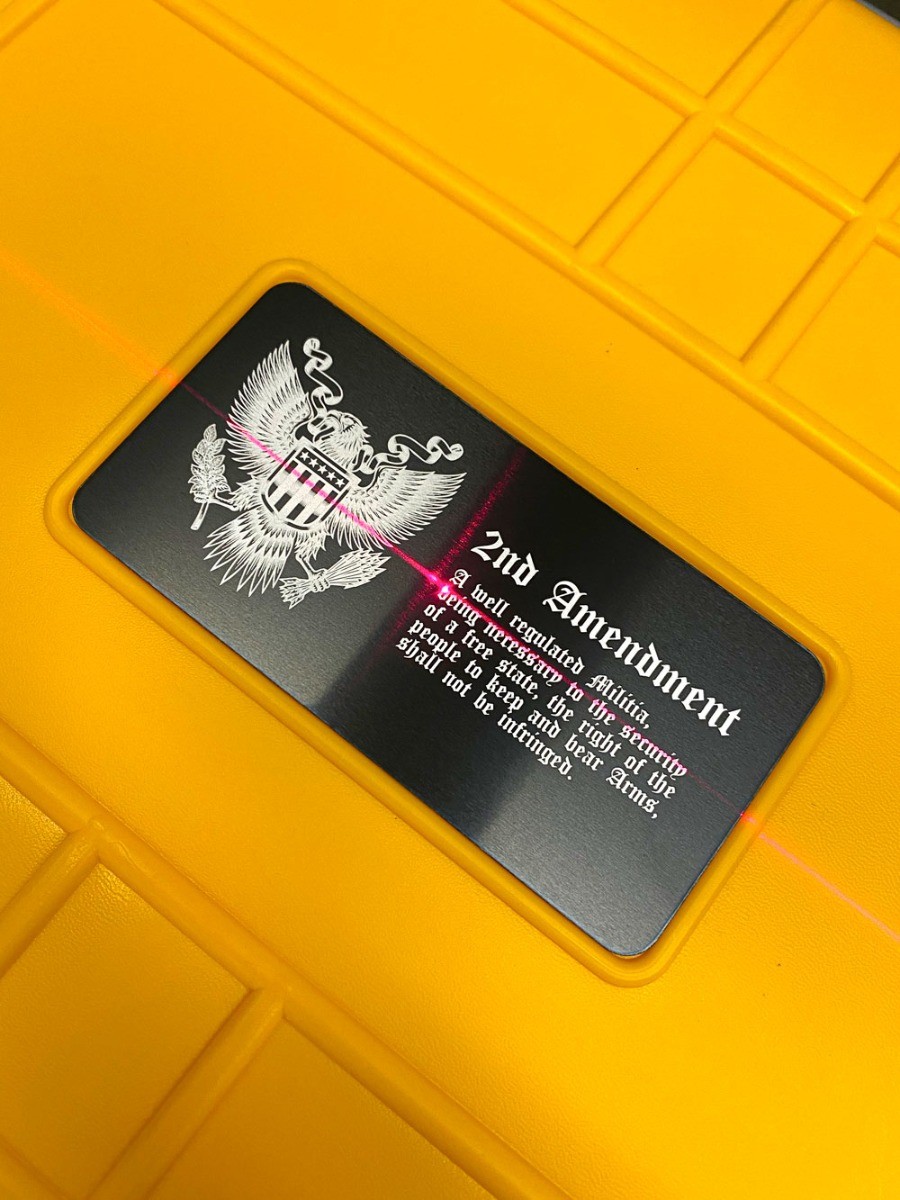 2nd Amendment
A well regulated Militia,
being necessary to the security
of a free state, the right of the
people to keep and bear Arms,
shall not be infringed.